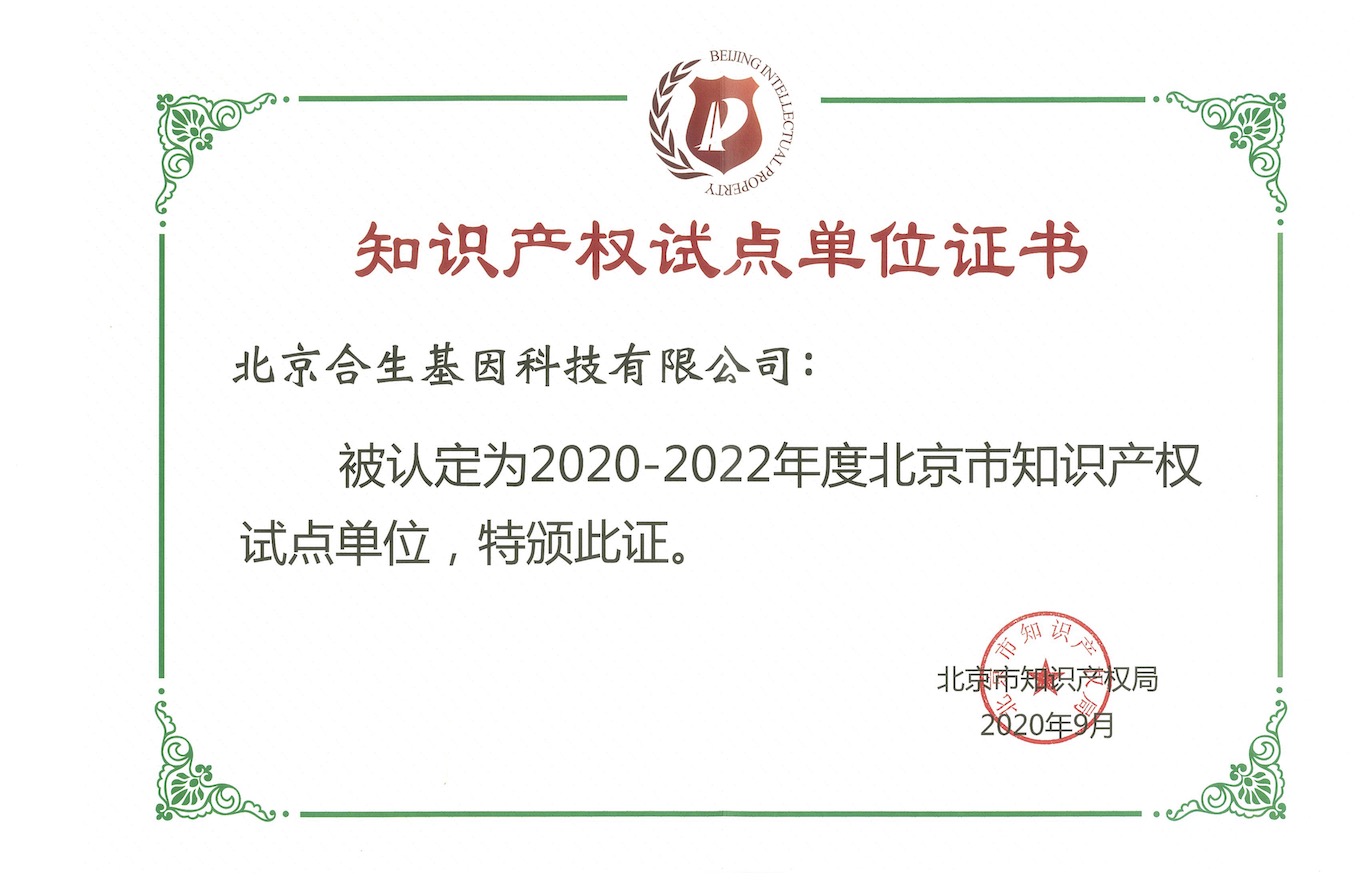 BEIJING INTELLECTUAL PROPERTY
知识产权试点单位证书
北京合生基因科技有限公司：
被认定为2020-2022年度北京市知识产权
试点单位，特颁此证。
北京市知识产权局
北京市知识产权局
2020年9月